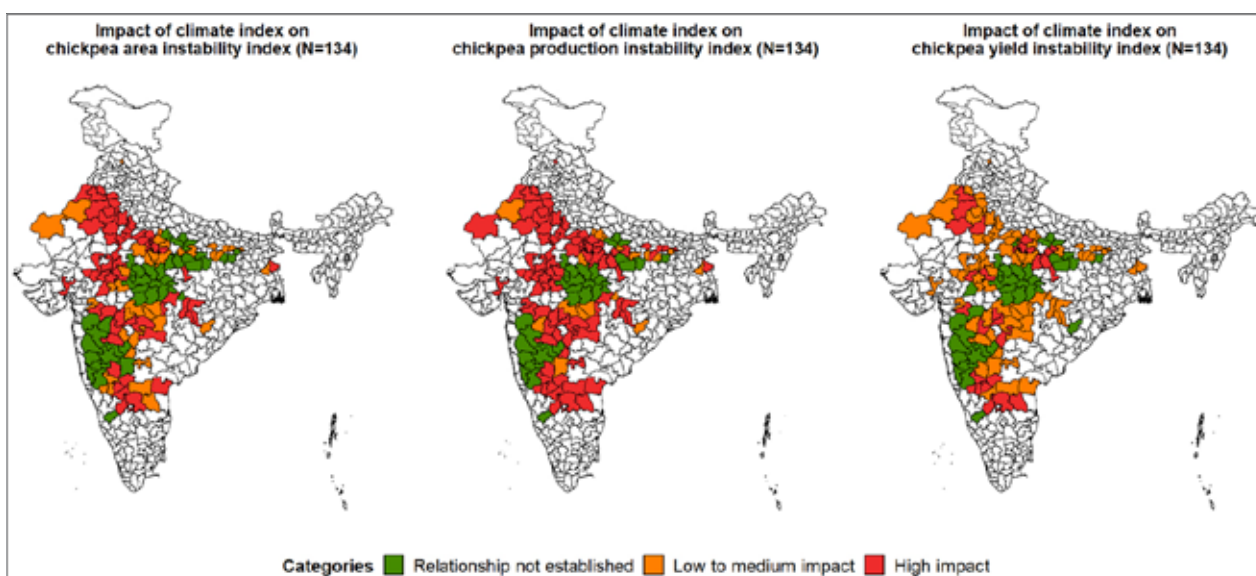 Impact of climate index on
chickpea area instability index (N=134)
Impact of climate index on
chickpea production instability index (N=134)
Impact of climate index on
chickpea yield instability index (N=134)
Categories Relationship not established Low to medium impact High impact